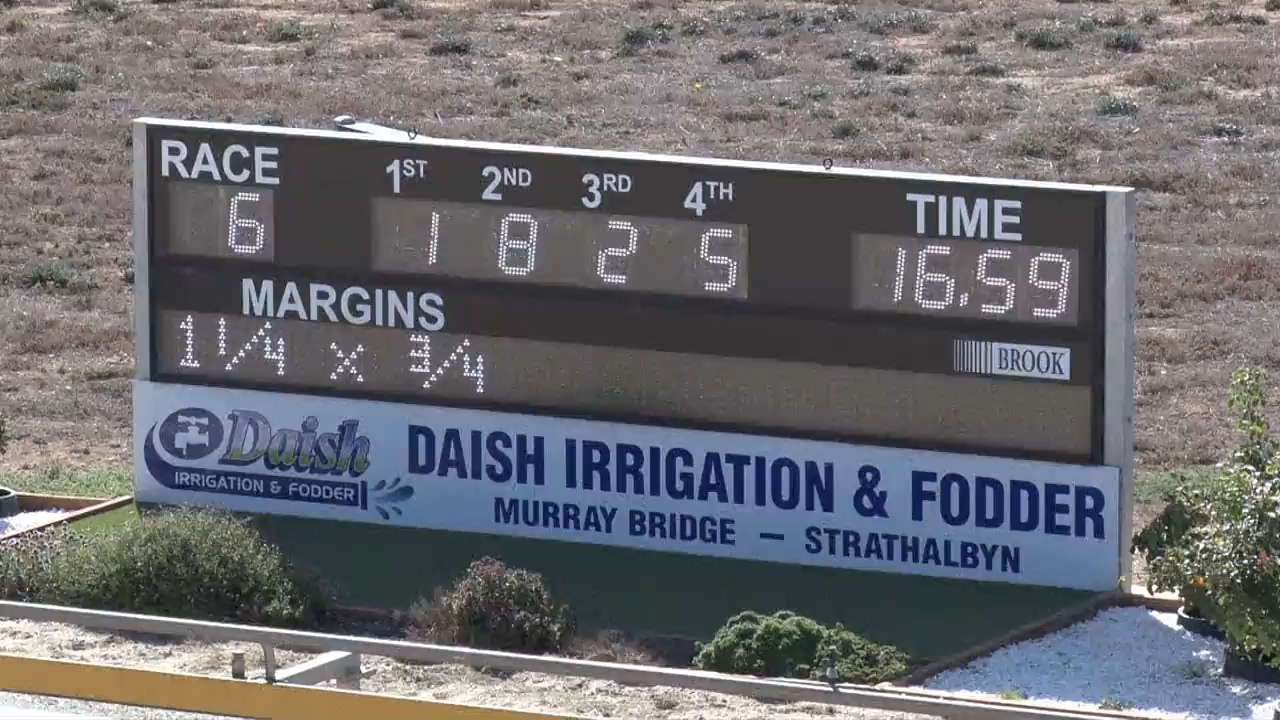 RACE 1ST 2ND 3RD 4TH TIME
6 1 8 2 5 16.59
MARGINS
1 1/4 x 3/4
BROOK
Daish
IRRIGATION & FODDER
DAISH IRRIGATION & FODDER
MURRAY BRIDGE — STRATHALBYN